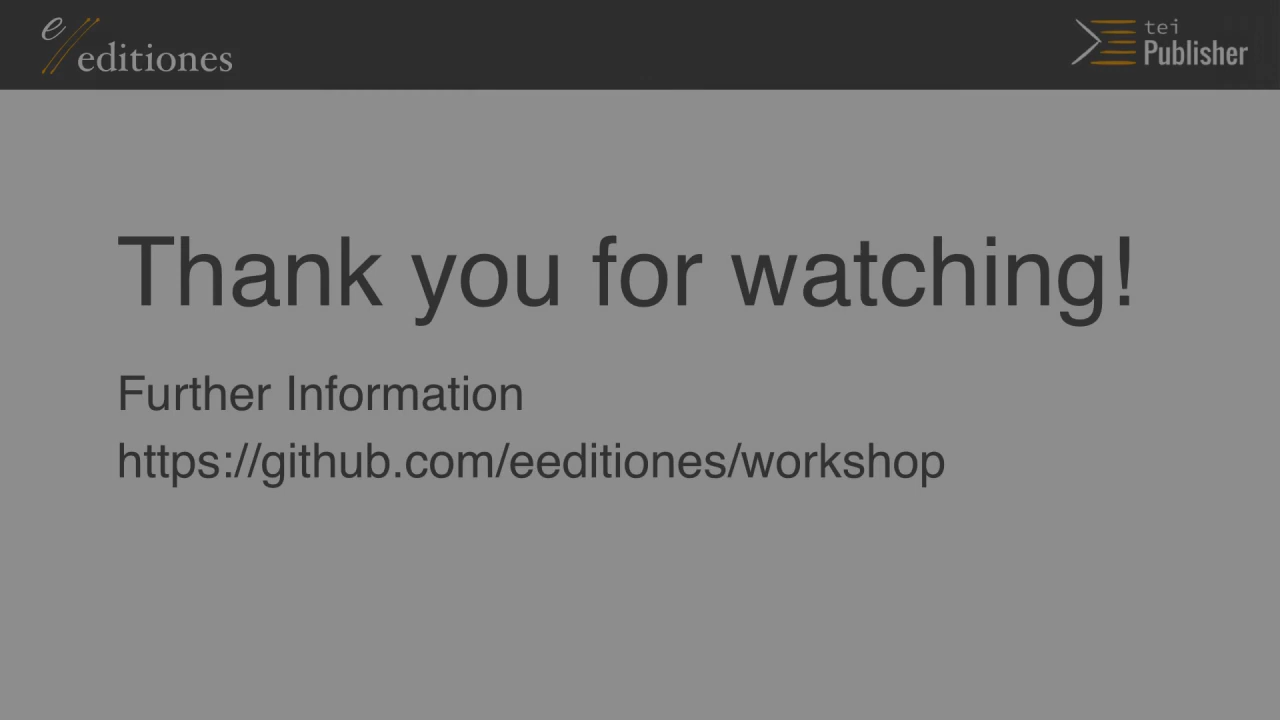 e
editiones
tei
Publisher
Thank you for watching!
Further Information
https://github.com/eeditiones/workshop